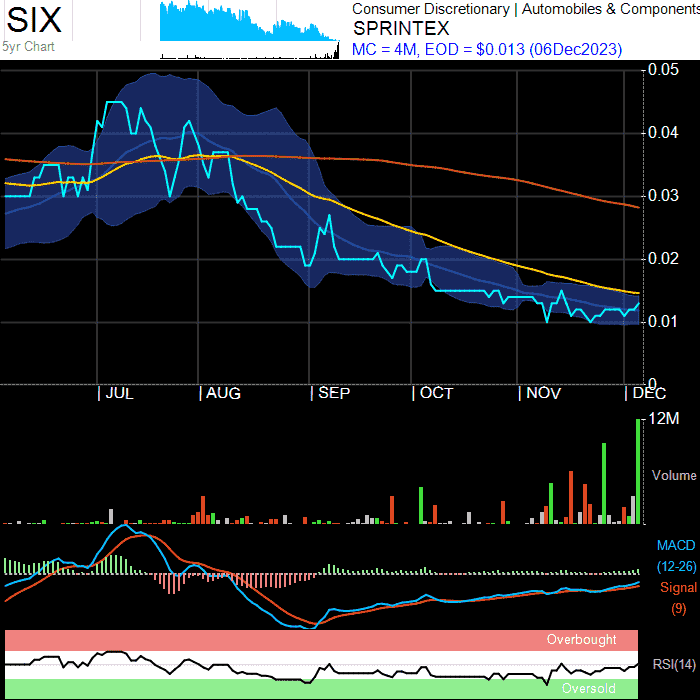 SIX
5yr Chart
Consumer Discretionary | Automobiles & Components
SPRINTEX
MC = 4M, EOD = $0.013 (06Dec2023)
0.05
0.04
0.03
0.02
0.01
0
JUL AUG SEP OCT NOV DEC
12M
Volume
MACD
(12-26)
Signal
(9)
Overbought
RSI(14)
Oversold